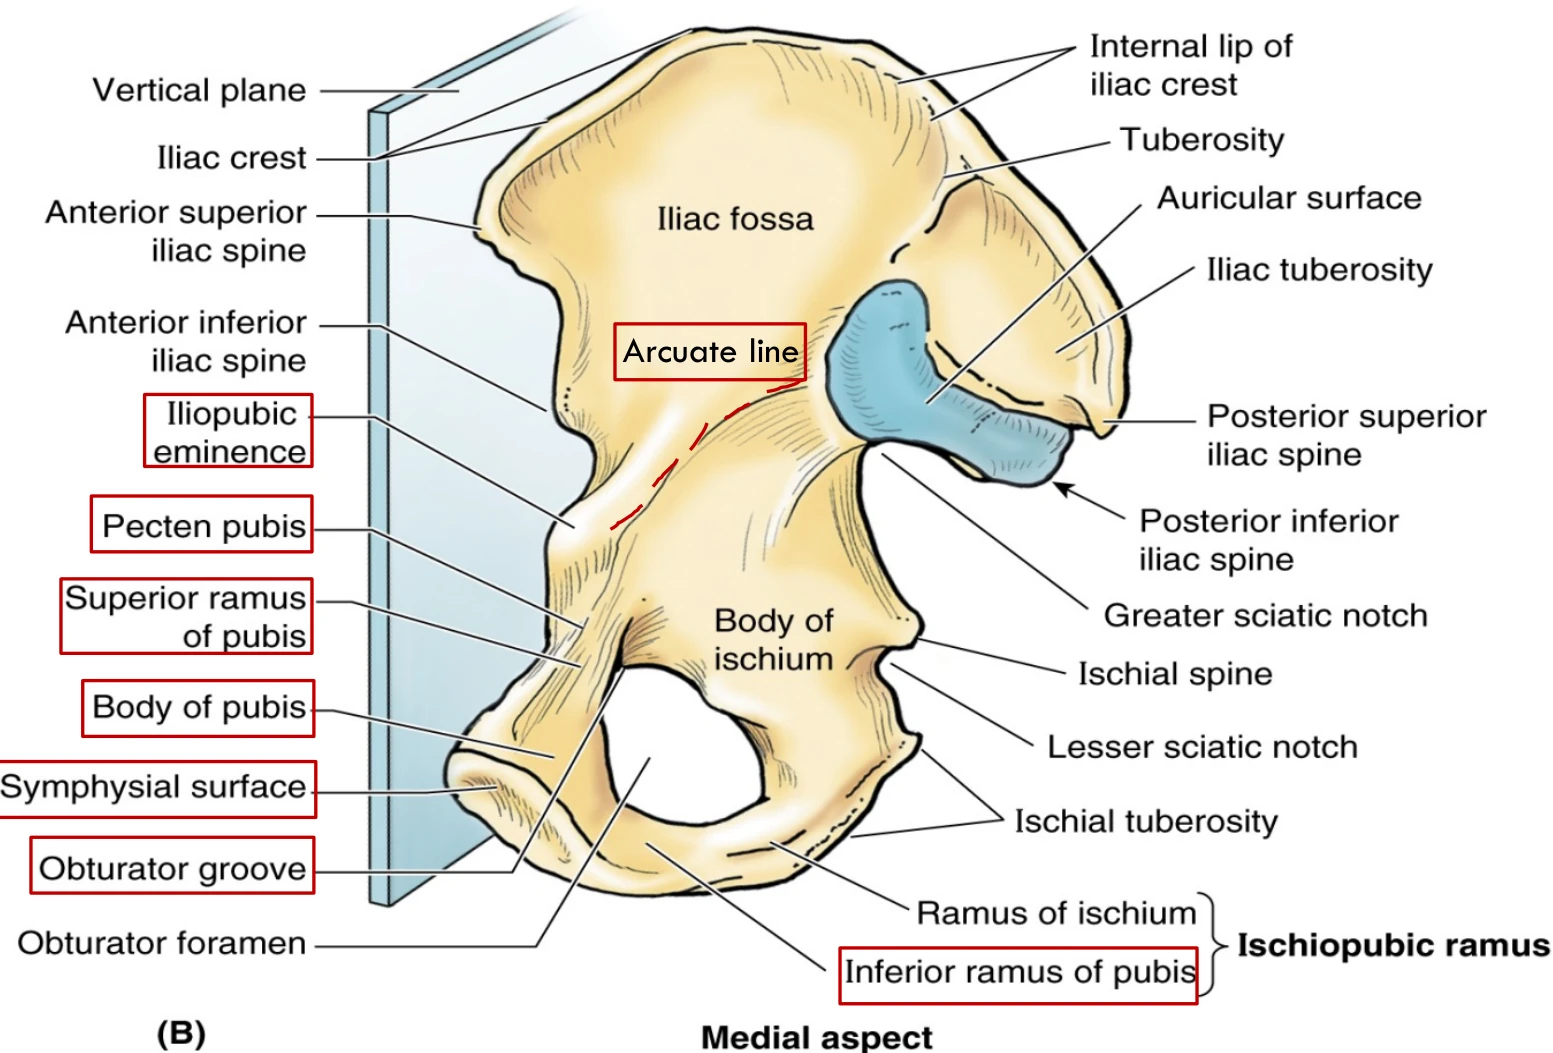 Vertical plane
Iliac crest
Anterior superior
iliac spine
Anterior inferior
iliac spine
Iliopubic
eminence
Pecten pubis
Superior ramus
of pubis
Body of pubis
Symphysial surface
Obturator groove
Obturator foramen
Iliac fossa
Arcuate line
Body of
ischium
Internal lip of
iliac crest
Tuberosity
Auricular surface
Iliac tuberosity
Posterior superior
iliac spine
Posterior inferior
iliac spine
Greater sciatic notch
Ischial spine
Lesser sciatic notch
Ischial tuberosity
Ramus of ischium
Inferior ramus of pubis
Ischiopubic ramus
(B)
Medial aspect